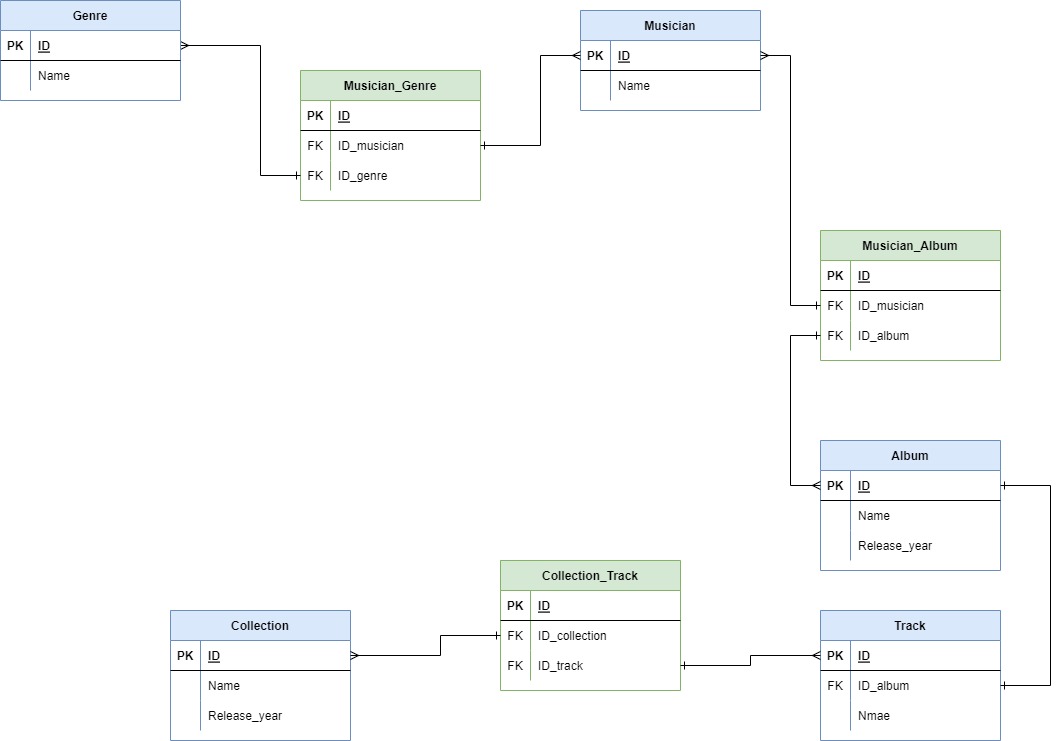 Genre
PK ID
Name
Musician
PK ID
Name
Musician_Genre
PK ID
FK ID_musician
FK ID_genre
Musician_Album
PK ID
FK ID_musician
FK ID_album
Album
PK ID
Name
Release_year
Collection_Track
PK ID
FK ID_collection
FK ID_track
Collection
PK ID
Name
Release_year
Track
PK ID
FK ID_album
Nmae